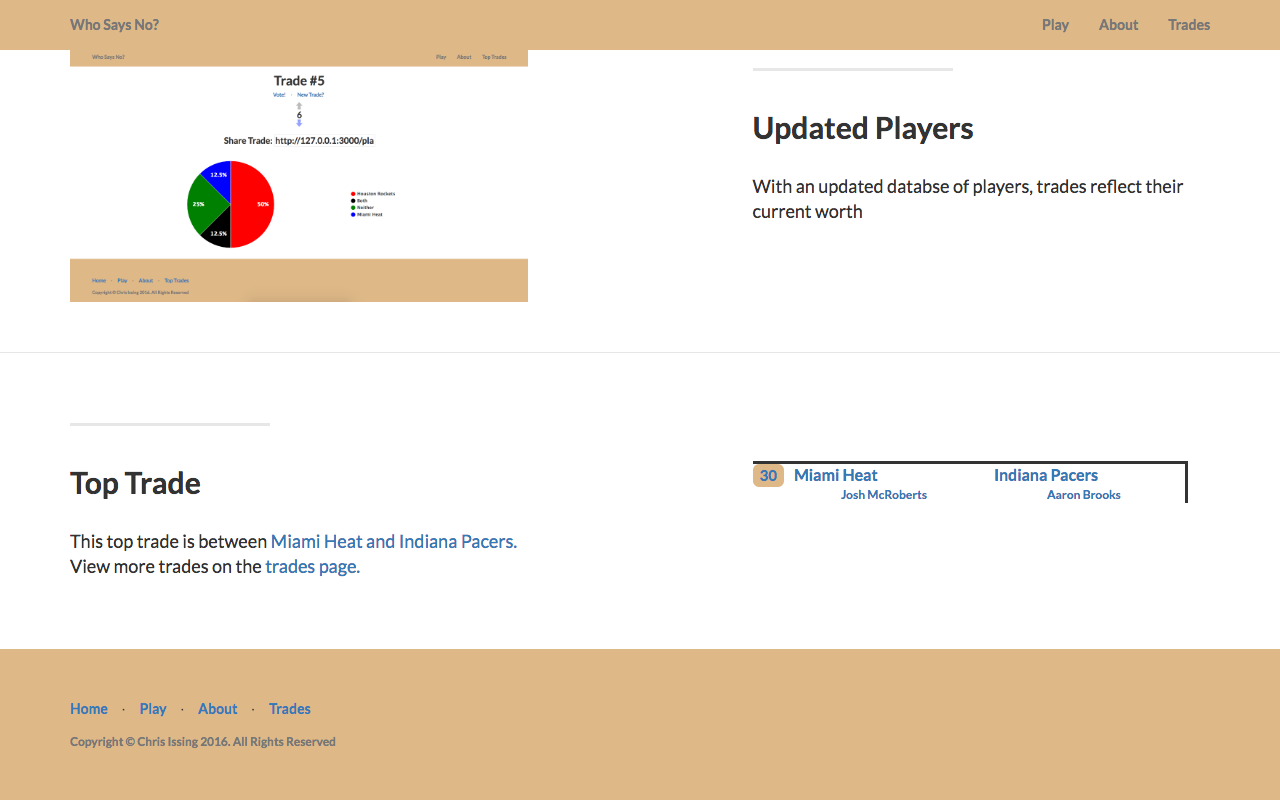 Who Says No? Play About Trades
Who Says No? Play About Top Trades
Trade #5
Vote! · New Trade?
6
Share Trade: http://127.0.0.1:3000/pla
12.5%
50%
25%
12.5%
Houston Rockets
Both
Neither
Miami Heat
Home · Play · About · Top Trades
Copyright © Chris Issing 2016. All Rights Reserved
Updated Players
With an updated databse of players, trades reflect their
current worth
Top Trade
This top trade is between Miami Heat and Indiana Pacers.
View more trades on the trades page.
30 Miami Heat Indiana Pacers
Josh McRoberts Aaron Brooks
Home · Play · About · Trades
Copyright © Chris Issing 2016. All Rights Reserved